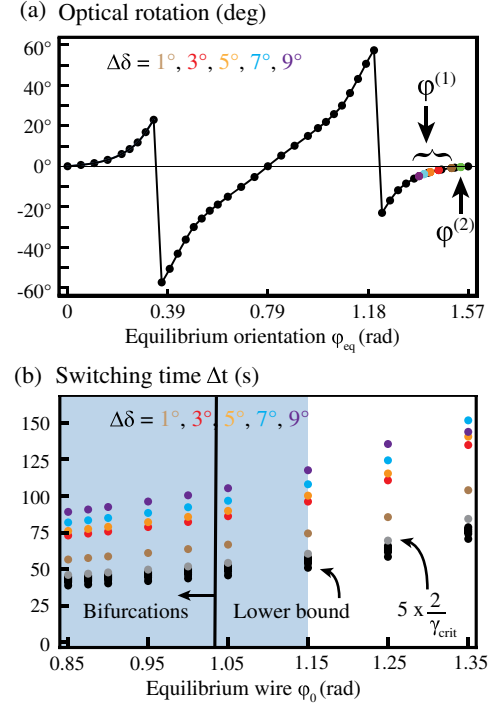 (a) Optical rotation (deg)
60°
Δδ = 1°, 3°, 5°, 7°, 9°
40°
φ(1)
20°
0°
-20°
φ(2)
-40°
-60°
0 0.39 0.79 1.18 1.57
Equilibrium orientation φeq (rad)
(b) Switching time Δt (s)
150
Δδ = 1°, 3°, 5°, 7°, 9°
125
100
75
50
25
Bifurcations
Lower bound
5 x 2/γcrit
0
0.85 0.95 1.05 1.15 1.25 1.35
Equilibrium wire φ0 (rad)